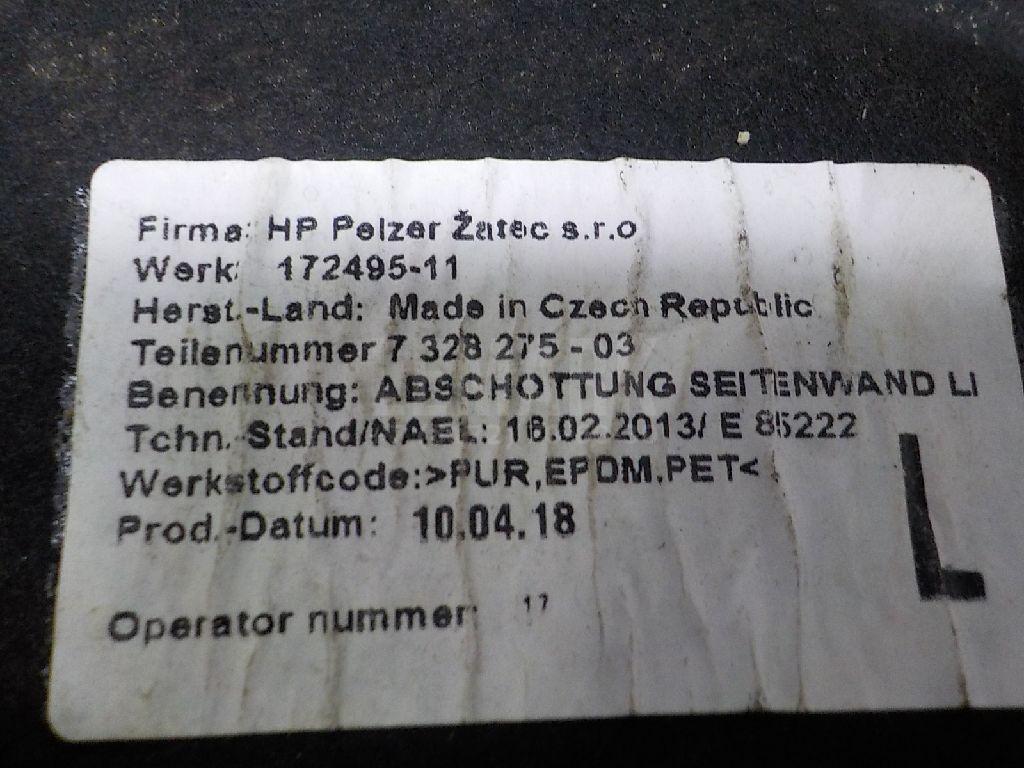 Firma: HP Pelzer Žatec s.r.o
Werk: 172495-11
Herst.-Land: Made in Czech Republic
Teilenummer 7 328 275 - 03
Benennung: ABSCHOTTUNG SEITENWAND LI
Tchn.-Stand/NAEL: 18.02.2013/ E 85222
Werkstoffcode:>PUR,EPDM,PET<
Prod.-Datum: 10.04.18
L
Operator nummer: 17